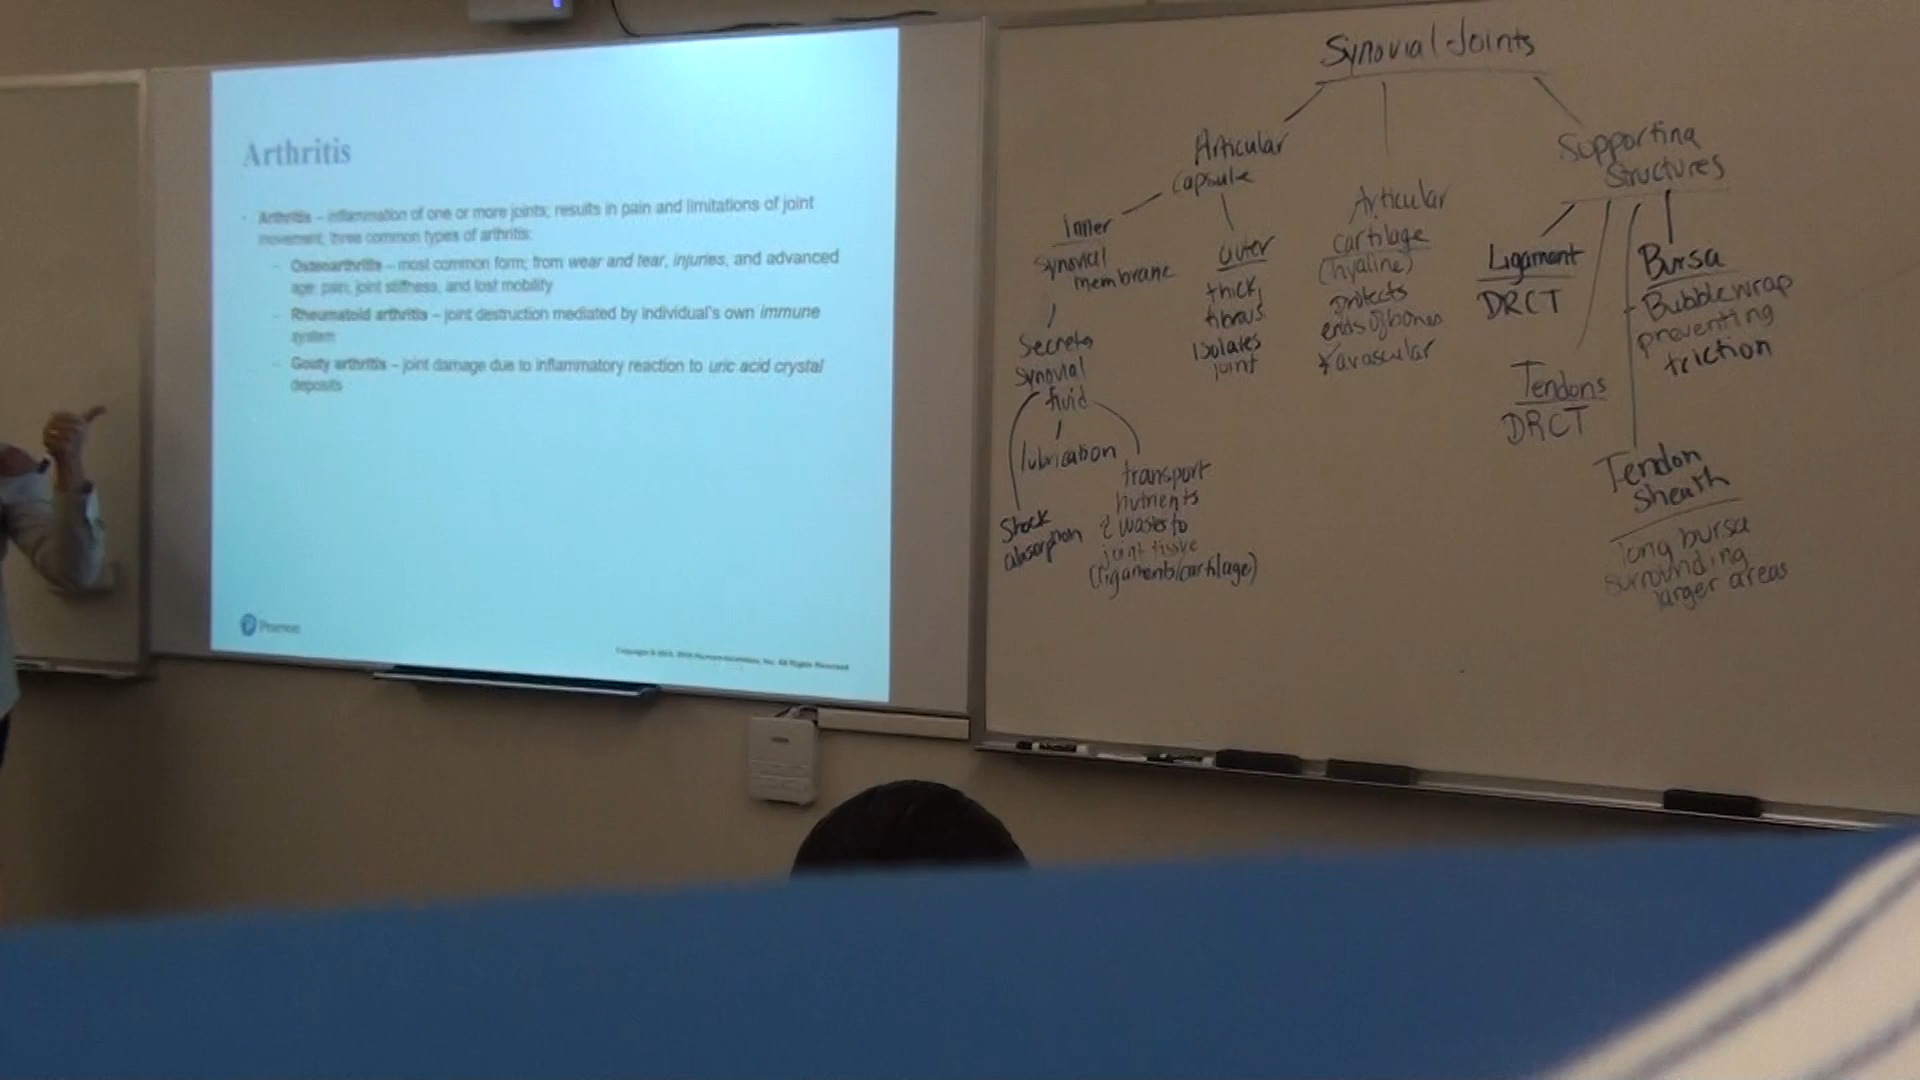 Arthritis
Arthritis – inflammation of one or more joints; results in pain and limitations of joint
movement; three common types of arthritis:
– Osteoarthritis – most common form; from wear and tear, injuries, and advanced
age; pain, joint stiffness, and lost mobility
– Rheumatoid arthritis – joint destruction mediated by individual's own immune
system
– Gouty arthritis – joint damage due to inflammatory reaction to uric acid crystal
deposits
Pearson
All Rights Reserved
Synovial Joints
Articular
Capsule
Inner
Synovial
membrane
Secretes
Synovial
fluid
lubrication
Shock
absorption
transport
nutrients
& wastes to
joint tissue
(ligaments/cartilage)
Outer
thick,
fibrous
Isolates
joint
Articular
cartilage
(hyaline)
protects
ends of bones
*avascular
Supporting
Structures
Ligament
DRCT
Tendons
DRCT
Tendon
Sheath
long bursa
surrounding
larger areas
Bursa
- Bubblewrap
preventing
friction